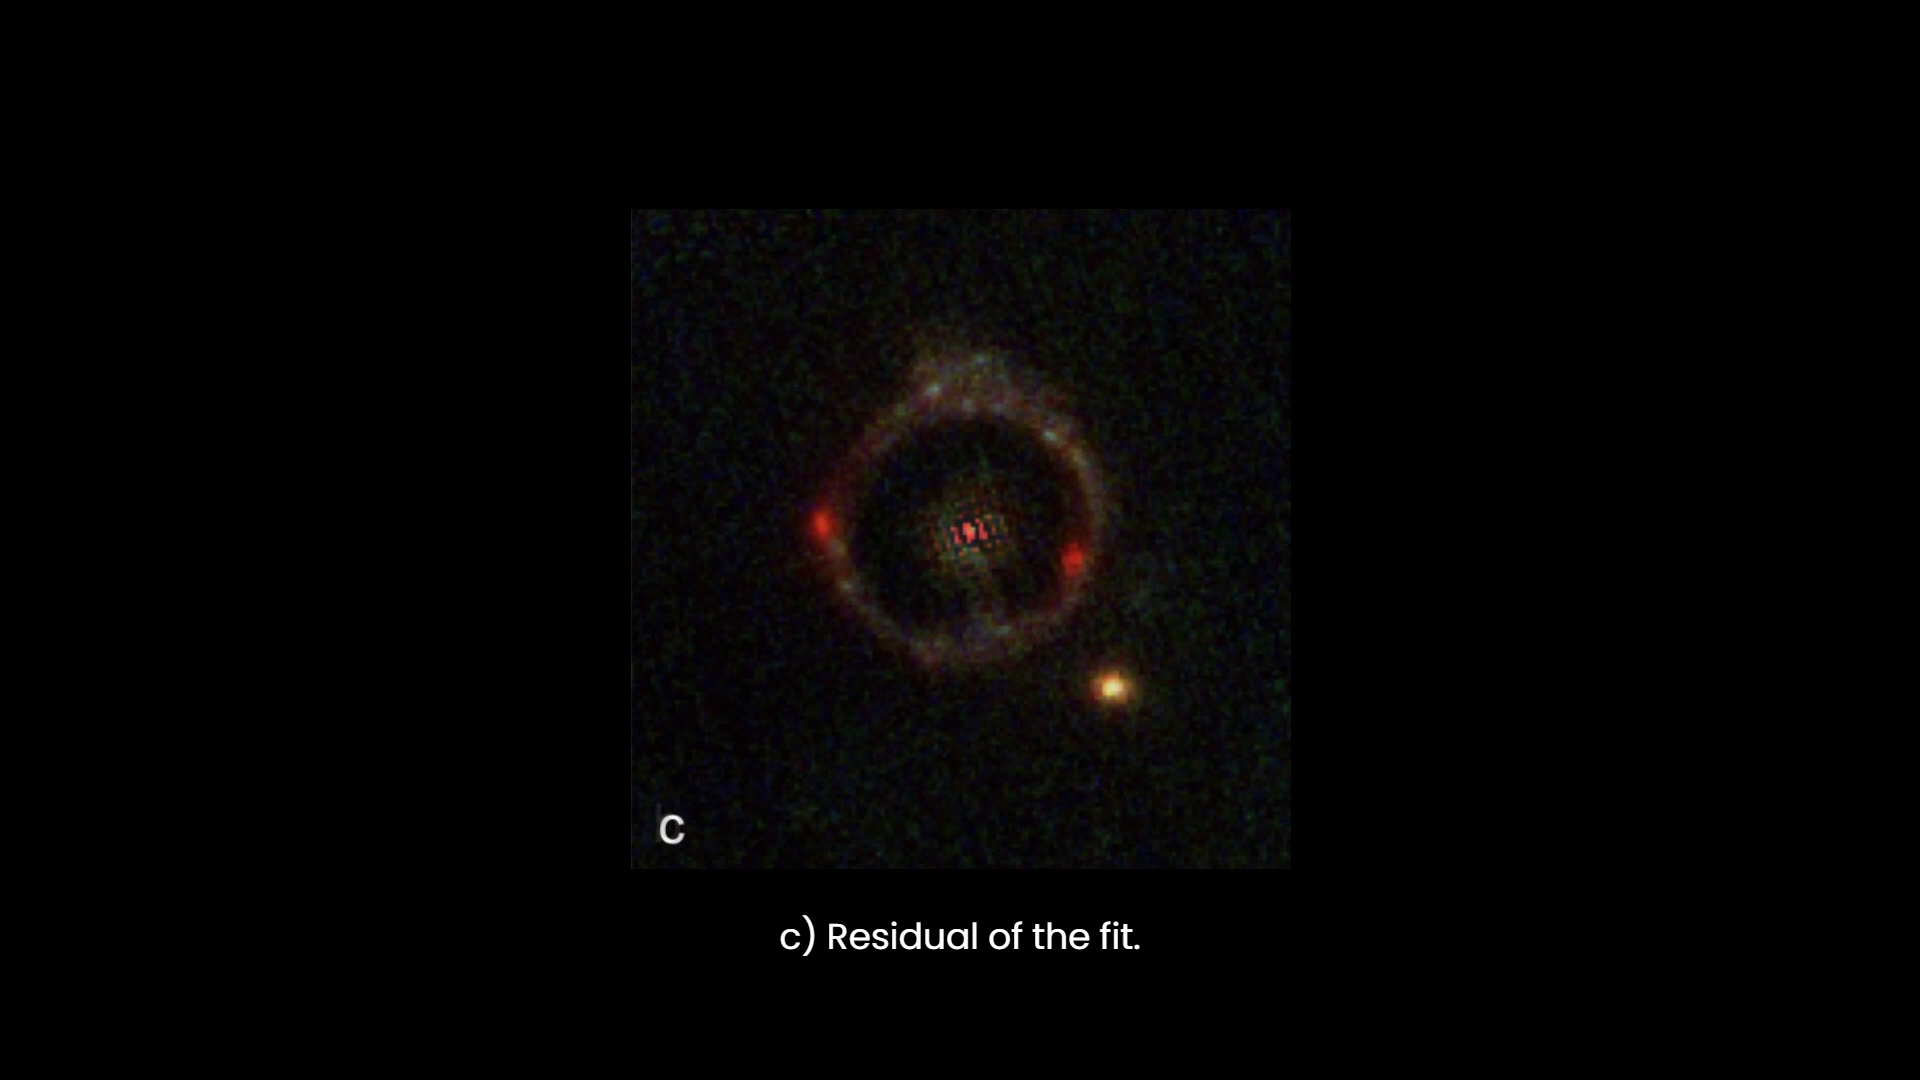 C
c) Residual of the fit.